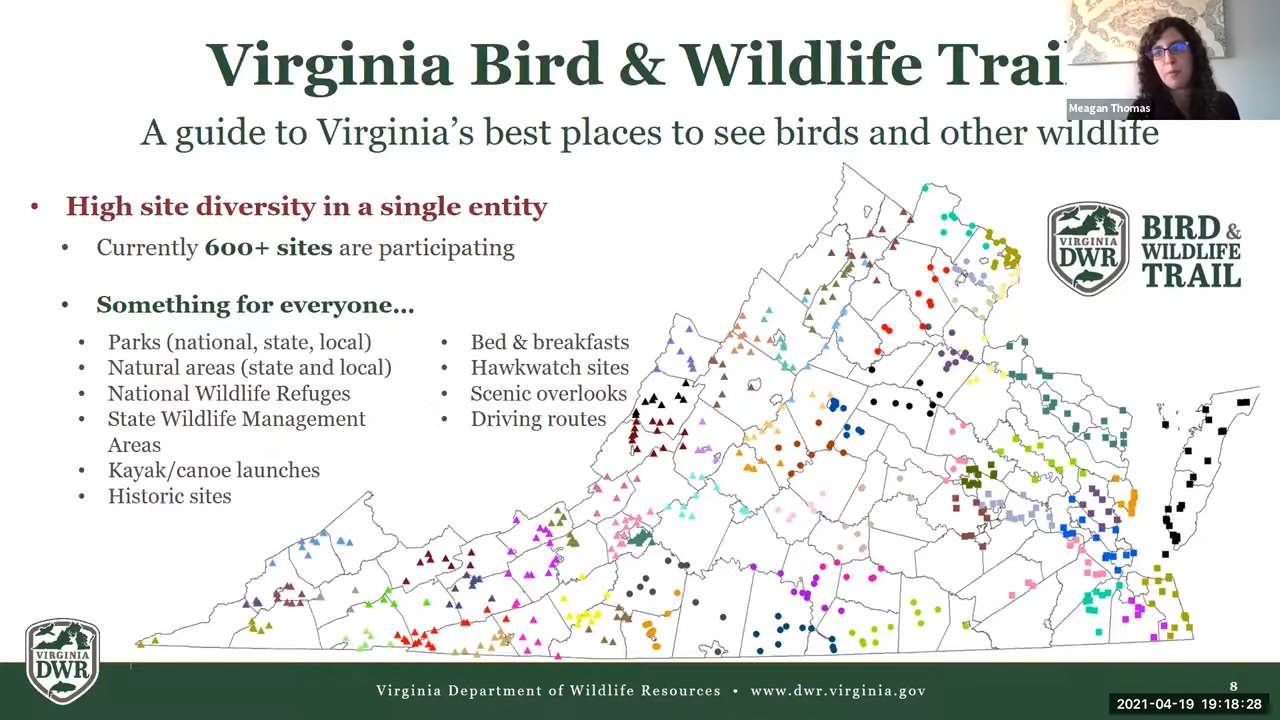 Virginia Bird & Wildlife Trai
Meagan Thomas
A guide to Virginia's best places to see birds and other wildlife
• High site diversity in a single entity
• Currently 600+ sites are participating
• Something for everyone…
• Parks (national, state, local)
• Natural areas (state and local)
• National Wildlife Refuges
• State Wildlife Management
Areas
• Kayak/canoe launches
• Historic sites
• Bed & breakfasts
• Hawkwatch sites
• Scenic overlooks
• Driving routes
VIRGINIA
DWR
BIRD &
WILDLIFE
TRAIL
VIRGINIA
DWR
Virginia Department of Wildlife Resources • www.dwr.virginia.gov
8
2021-04-19 19:18:28